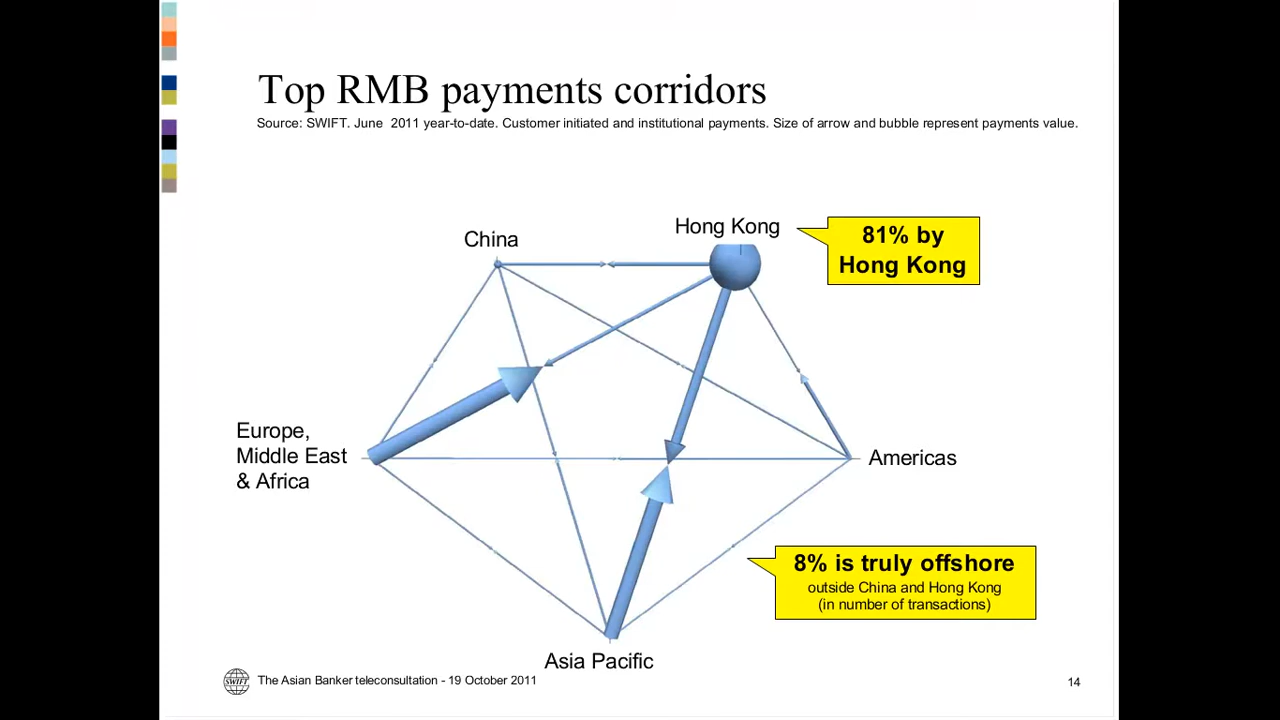 Top RMB payments corridors
Source: SWIFT. June 2011 year-to-date. Customer initiated and institutional payments. Size of arrow and bubble represent payments value.
Hong Kong
China
81% by
Hong Kong
Europe,
Middle East
& Africa
Americas
8% is truly offshore
outside China and Hong Kong
(in number of transactions)
Asia Pacific
SWIFT
The Asian Banker teleconsultation - 19 October 2011
14